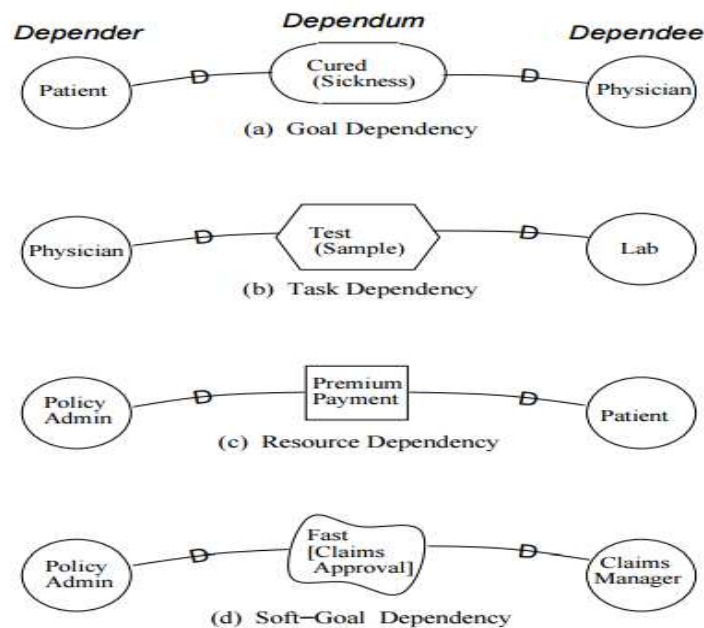 Depender Dependum Dependee
Patient D Cured D Physician
(Sickness)
(a) Goal Dependency
Physician D Test D Lab
(Sample)
(b) Task Dependency
Policy Admin D Premium D Patient
Payment
(c) Resource Dependency
Policy Admin D Fast D Claims Manager
[Claims
Approval]
(d) Soft-Goal Dependency